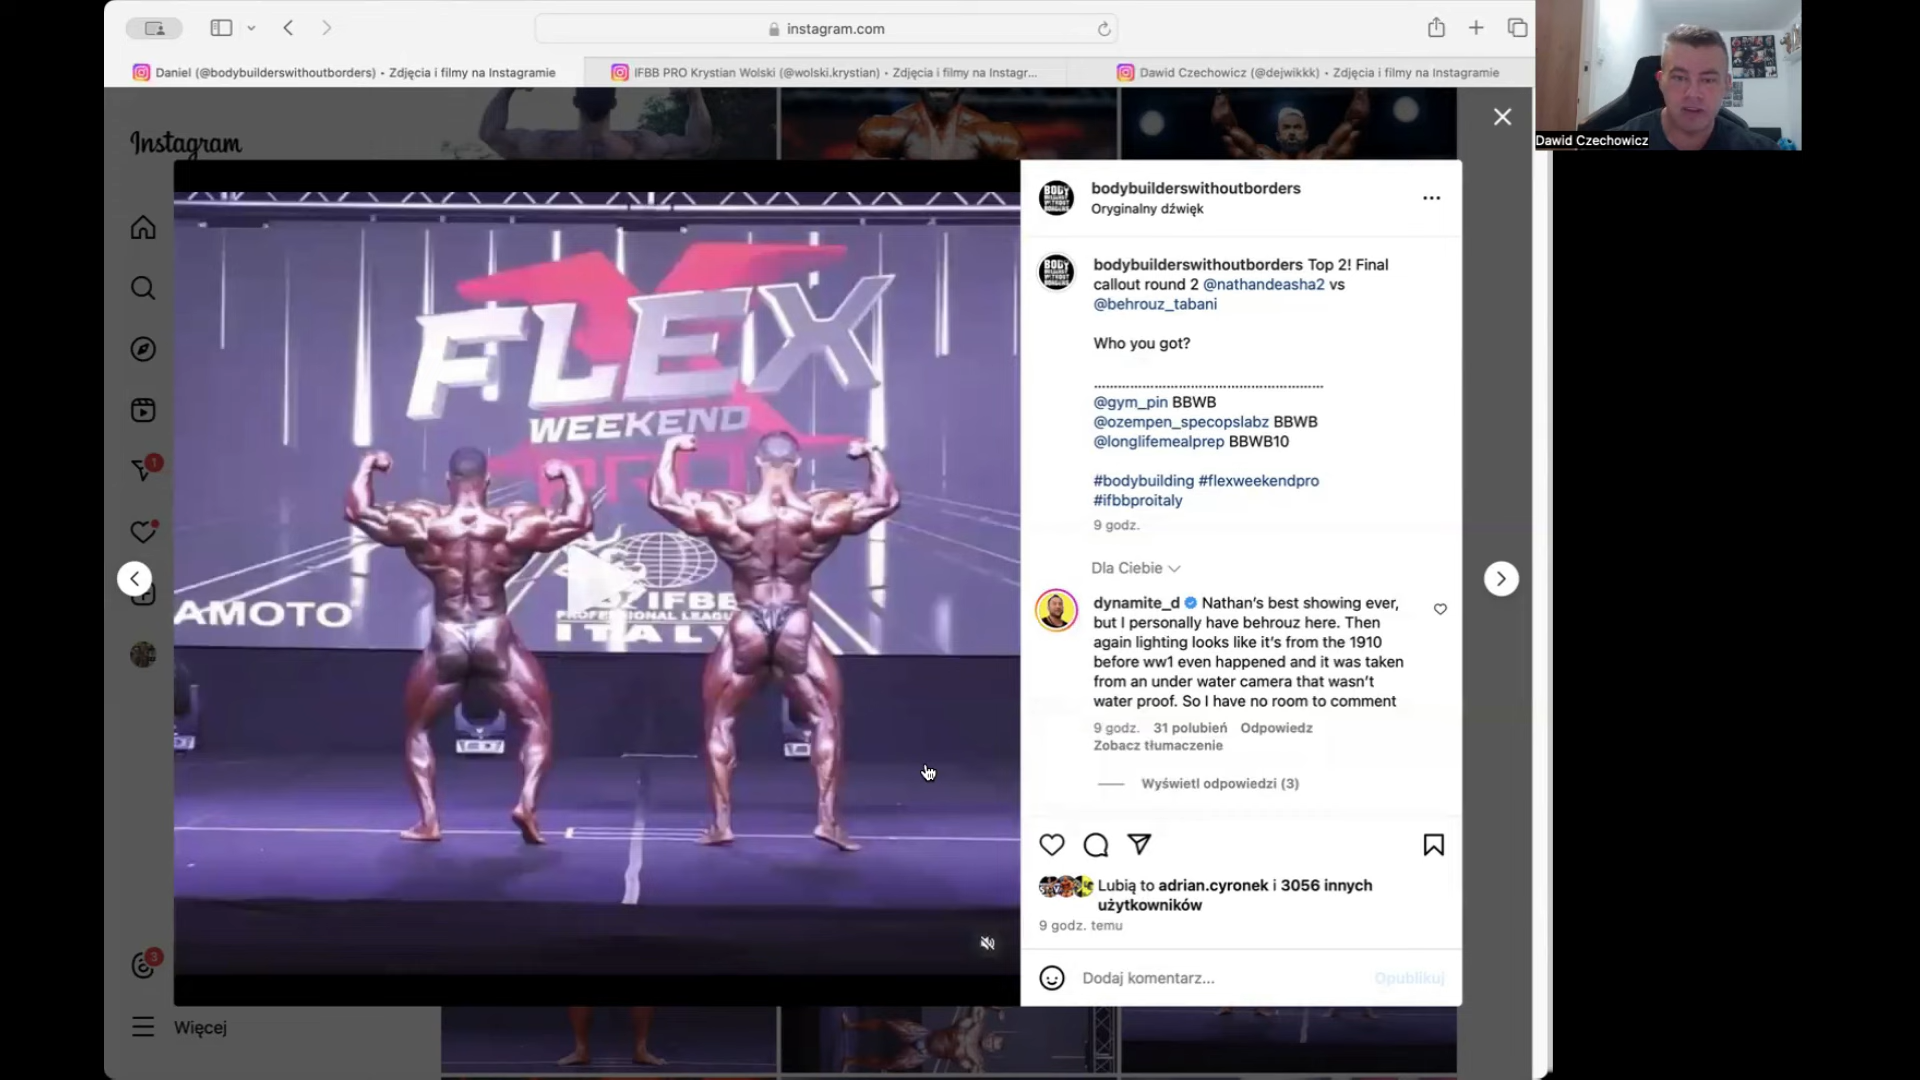 instagram.com
Daniel (@bodybuilderswithoutborders) • Zdjęcia i filmy na Instagramie
IFBB PRO Krystian Wolski (@wolski.krystian) • Zdjęcia i filmy na Instagr...
Dawid Czechowicz (@dejwikkk) • Zdjęcia i filmy na Instagramie
Dawid Czechowicz
Instagram
FLEX
WEEKEND
PRO
AMOTO
IFBB
PROFESSIONAL LEAGUE
ITALY
bodybuilderswithoutborders
Oryginalny dźwięk
bodybuilderswithoutborders Top 2! Final
callout round 2 @nathandeasha2 vs
@behrouz_tabani
Who you got?
@gym_pin BBWB
@ozempen_specopslabz BBWB
@longlifemealprep BBWB10
#bodybuilding #flexweekendpro
#ifbbproitaly
9 godz.
Dla Ciebie
dynamite_d Nathan's best showing ever,
but I personally have behrouz here. Then
again lighting looks like it's from the 1910
before ww1 even happened and it was taken
from an under water camera that wasn't
water proof. So I have no room to comment
9 godz. 31 polubień Odpowiedz
Zobacz tłumaczenie
Wyświetl odpowiedzi (3)
Lubią to adrian.cyronek i 3056 innych
użytkowników
9 godz. temu
Dodaj komentarz...
Opublikuj
1
3
Więcej